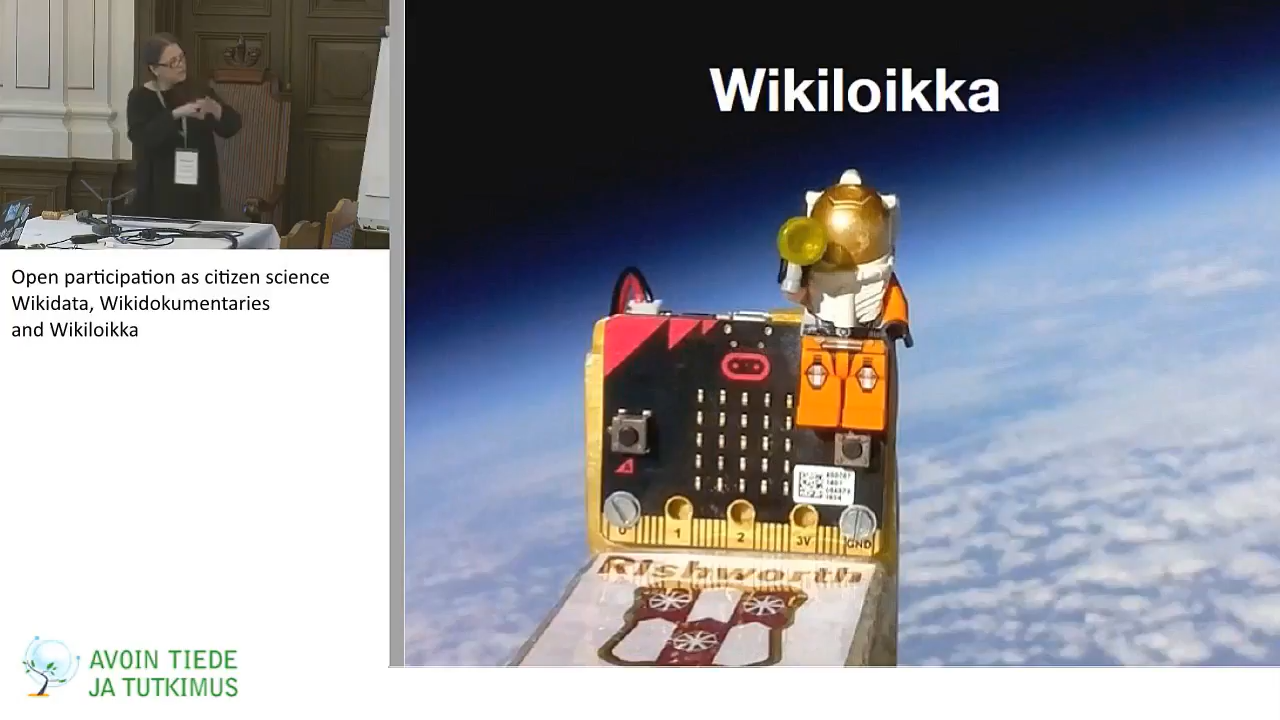 Wikiloikka
Open participation as citizen science
Wikidata, Wikidokumentaries
and Wikiloikka
0 1 2 3V GND
Rishworth
AVOIN TIEDE
JA TUTKIMUS